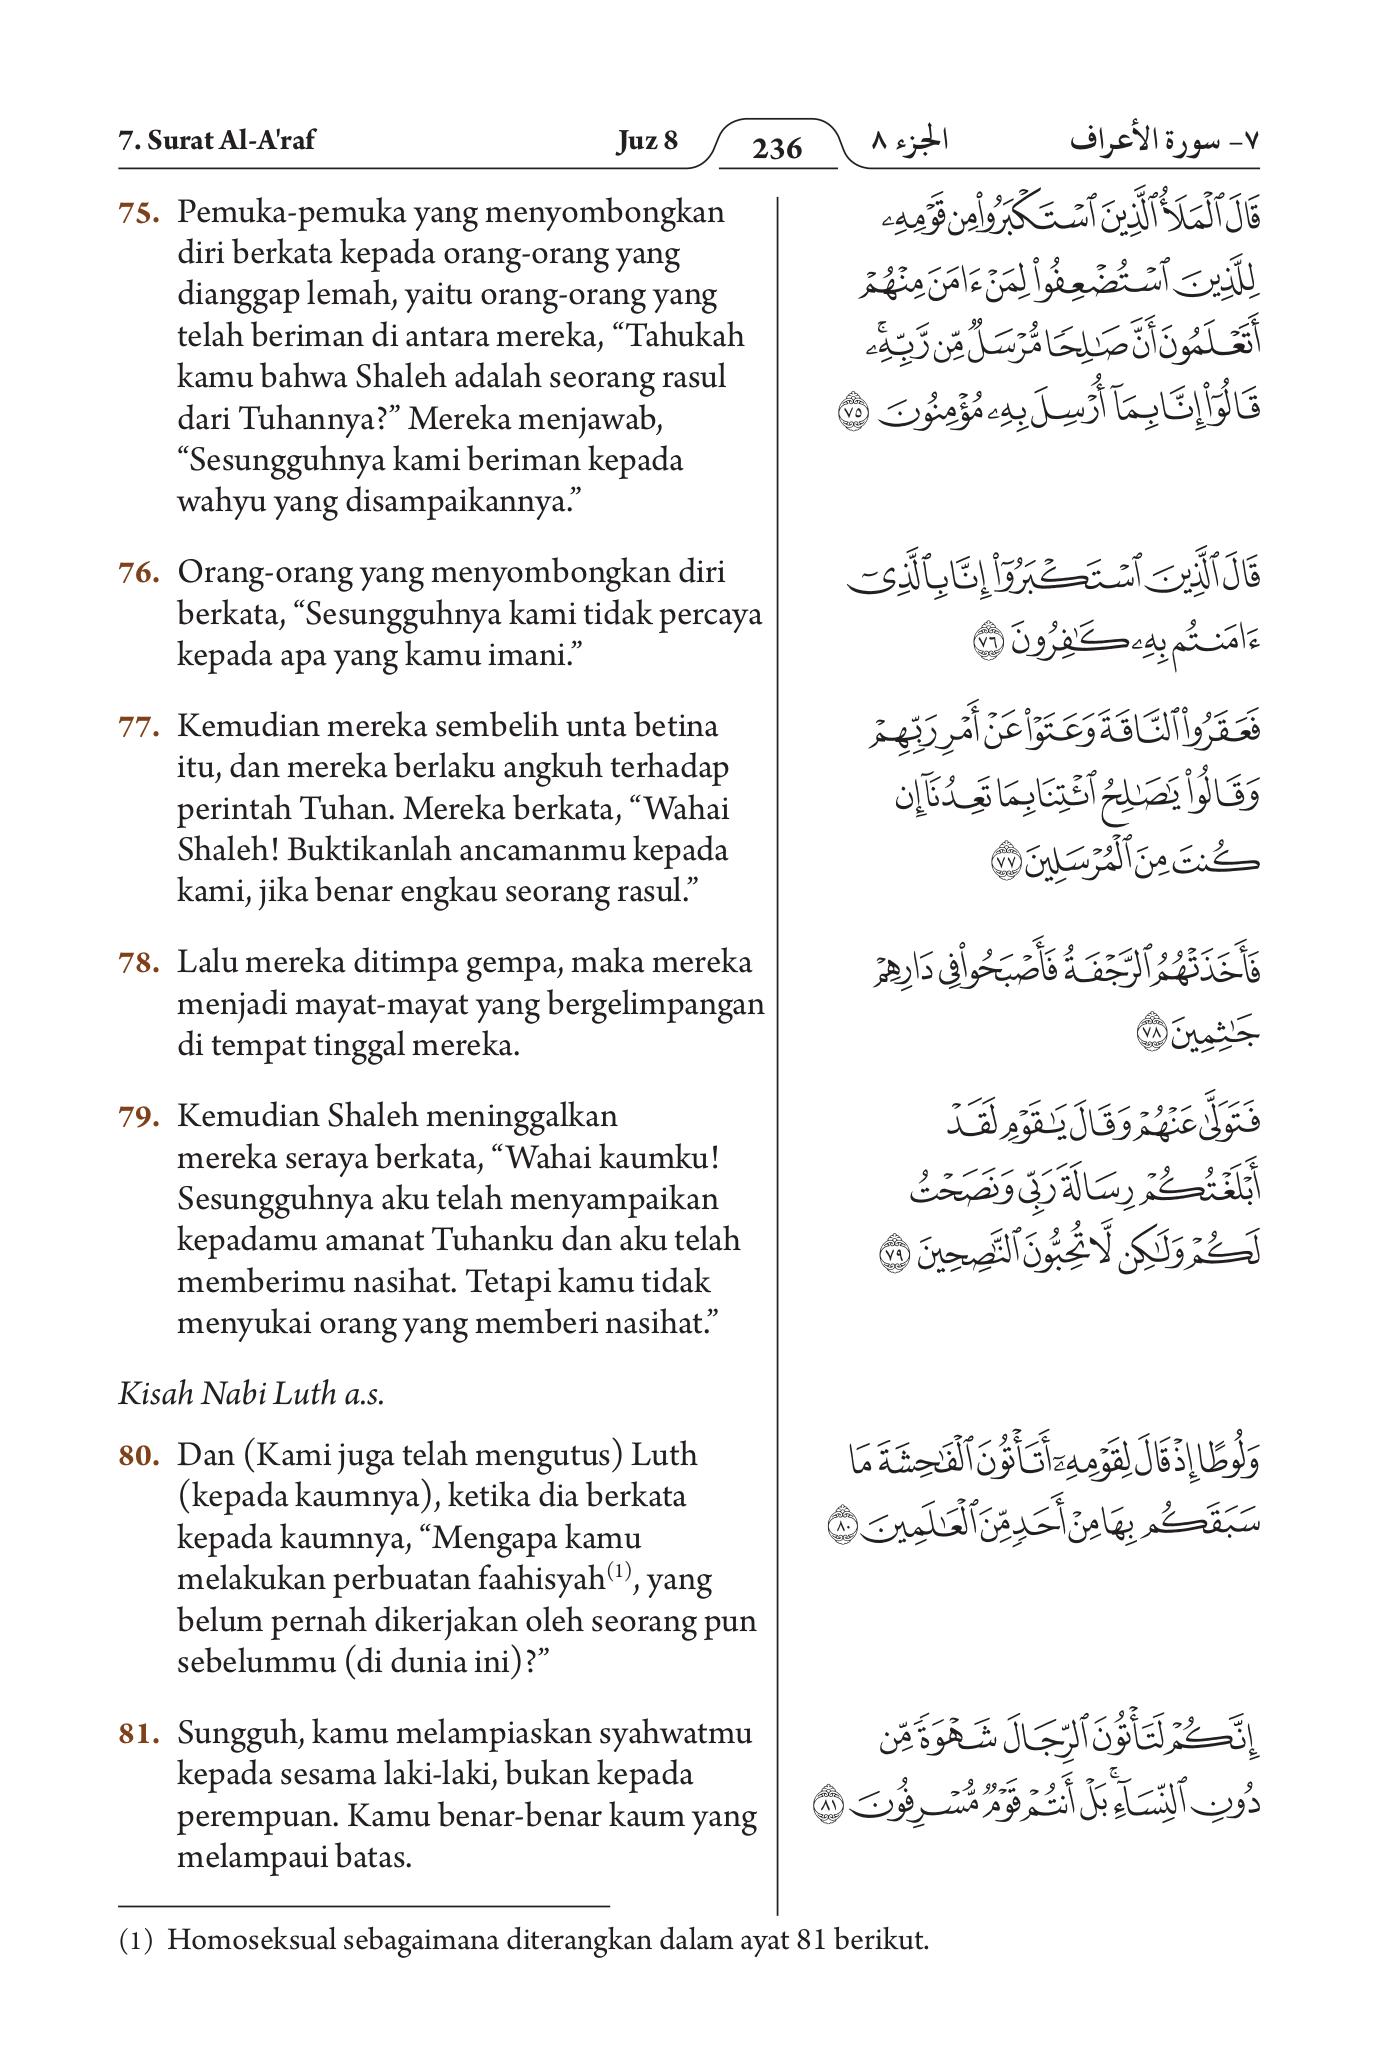 7. Surat Al-A'raf
Juz 8
236
الجزء ٨
٧- سورة الأعراف
75. Pemuka-pemuka yang menyombongkan
diri berkata kepada orang-orang yang
dianggap lemah, yaitu orang-orang yang
telah beriman di antara mereka, “Tahukah
kamu bahwa Shaleh adalah seorang rasul
dari Tuhannya?” Mereka menjawab,
“Sesungguhnya kami beriman kepada
wahyu yang disampaikannya.”
76. Orang-orang yang menyombongkan diri
berkata, “Sesungguhnya kami tidak percaya
kepada apa yang kamu imani.”
77. Kemudian mereka sembelih unta betina
itu, dan mereka berlaku angkuh terhadap
perintah Tuhan. Mereka berkata, “Wahai
Shaleh! Buktikanlah ancamanmu kepada
kami, jika benar engkau seorang rasul.”
78. Lalu mereka ditimpa gempa, maka mereka
menjadi mayat-mayat yang bergelimpangan
di tempat tinggal mereka.
79. Kemudian Shaleh meninggalkan
mereka seraya berkata, “Wahai kaumku!
Sesungguhnya aku telah menyampaikan
kepadamu amanat Tuhanku dan aku telah
memberimu nasihat. Tetapi kamu tidak
menyukai orang yang memberi nasihat.”
Kisah Nabi Luth a.s.
80. Dan (Kami juga telah mengutus) Luth
(kepada kaumnya), ketika dia berkata
kepada kaumnya, “Mengapa kamu
melakukan perbuatan faahisyah(1), yang
belum pernah dikerjakan oleh seorang pun
sebelummu (di dunia ini)?”
81. Sungguh, kamu melampiaskan syahwatmu
kepada sesama laki-laki, bukan kepada
perempuan. Kamu benar-benar kaum yang
melampaui batas.
قَالَ ٱلْمَلَأُ ٱلَّذِينَ ٱسْتَكْبَرُوا۟ مِن قَوْمِهِۦ
لِلَّذِينَ ٱسْتُضْعِفُوا۟ لِمَنْ ءَامَنَ مِنْهُمْ
أَتَعْلَمُونَ أَنَّ صَٰلِحًا مُّرْسَلٌ مِّن رَّبِّهِۦ ۚ
قَالُوٓا۟ إِنَّا بِمَآ أُرْسِلَ بِهِۦ مُؤْمِنُونَ ٧٥
قَالَ ٱلَّذِينَ ٱسْتَكْبَرُوٓا۟ إِنَّا بِٱلَّذِىٓ
ءَامَنتُم بِهِۦ كَٰفِرُونَ ٧٦
فَعَقَرُوا۟ ٱلنَّاقَةَ وَعَتَوْا۟ عَنْ أَمْرِ رَبِّهِمْ
وَقَالُوا۟ يَٰصَٰلِحُ ٱئْتِنَا بِمَا تَعِدُنَآ إِن
كُنتَ مِنَ ٱلْمُرْسَلِينَ ٧٧
فَأَخَذَتْهُمُ ٱلرَّجْفَةُ فَأَصْبَحُوا۟ فِى دَارِهِمْ
جَٰثِمِينَ ٧٨
فَتَوَلَّىٰ عَنْهُمْ وَقَالَ يَٰقَوْمِ لَقَدْ
أَبْلَغْتُكُمْ رِسَالَةَ رَبِّى وَنَصَحْتُ
لَكُمْ وَلَٰكِن لَّا تُحِبُّونَ ٱلنَّٰصِحِينَ ٧٩
وَلُوطًا إِذْ قَالَ لِقَوْمِهِۦٓ أَتَأْتُونَ ٱلْفَٰحِشَةَ مَا
سَبَقَكُم بِهَا مِنْ أَحَدٍ مِّنَ ٱلْعَٰلَمِينَ ٨٠
إِنَّكُمْ لَتَأْتُونَ ٱلرِّجَالَ شَهْوَةً مِّن
دُونِ ٱلنِّسَآءِ ۚ بَلْ أَنتُمْ قَوْمٌ مُّسْرِفُونَ ٨١
(1) Homoseksual sebagaimana diterangkan dalam ayat 81 berikut.